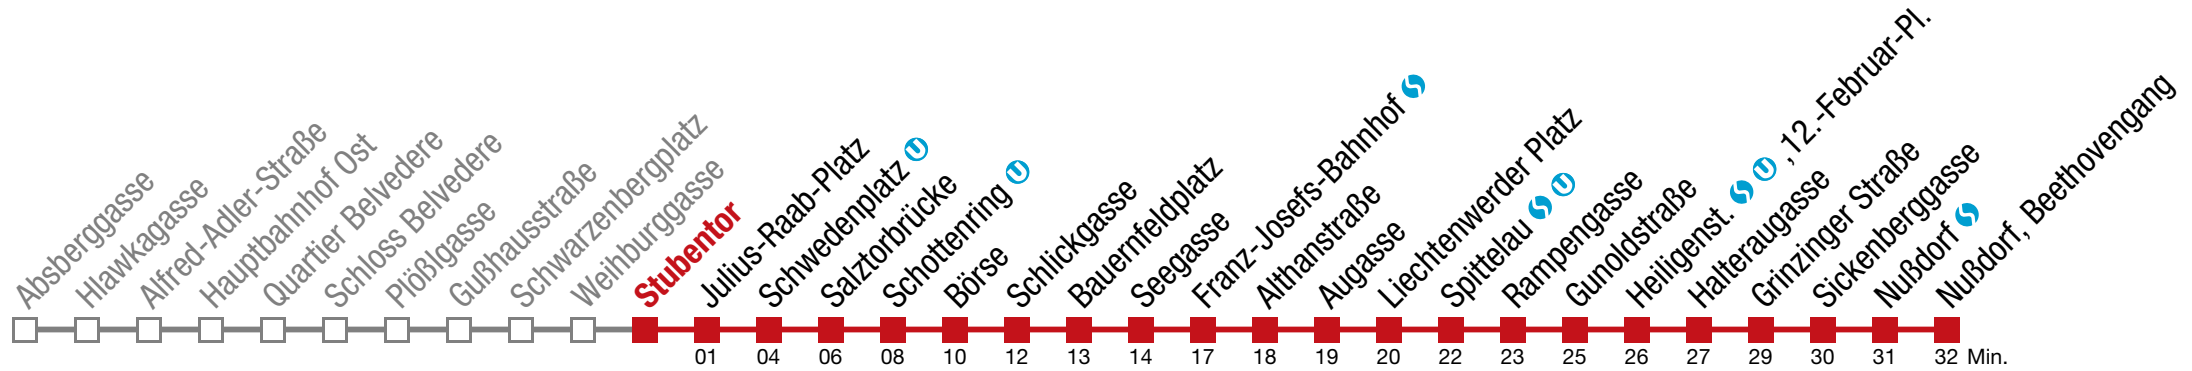 Absberggasse
Hawkagasse
Alfred-Adler-Straße
Hauptbahnhof Ost
Quartier Belvedere
Schloss Belvedere
Plößlgasse
Gußhausstraße
Schwarzenbergplatz
Weihburggasse
Stubentor
Julius-Raab-Platz
Schwedenplatz U
Salztorbrücke
Schottenring U
Börse
Schlickgasse
Bauernfeldplatz
Seegasse
Franz-Josefs-Bahnhof S
Althanstraße
Augasse
Liechtenwerder Platz
Spittelau S U
Rampengasse
Gunoldstraße
Heiligenst. S U ,12.-Februar-Pl.
Halteraugasse
Grinzinger Straße
Sickenberggasse
Nußdorf S
Nußdorf, Beethovengang
01 04 06 08 10 12 13 14 17 18 19 20 22 23 25 26 27 29 30 31 32 Min.